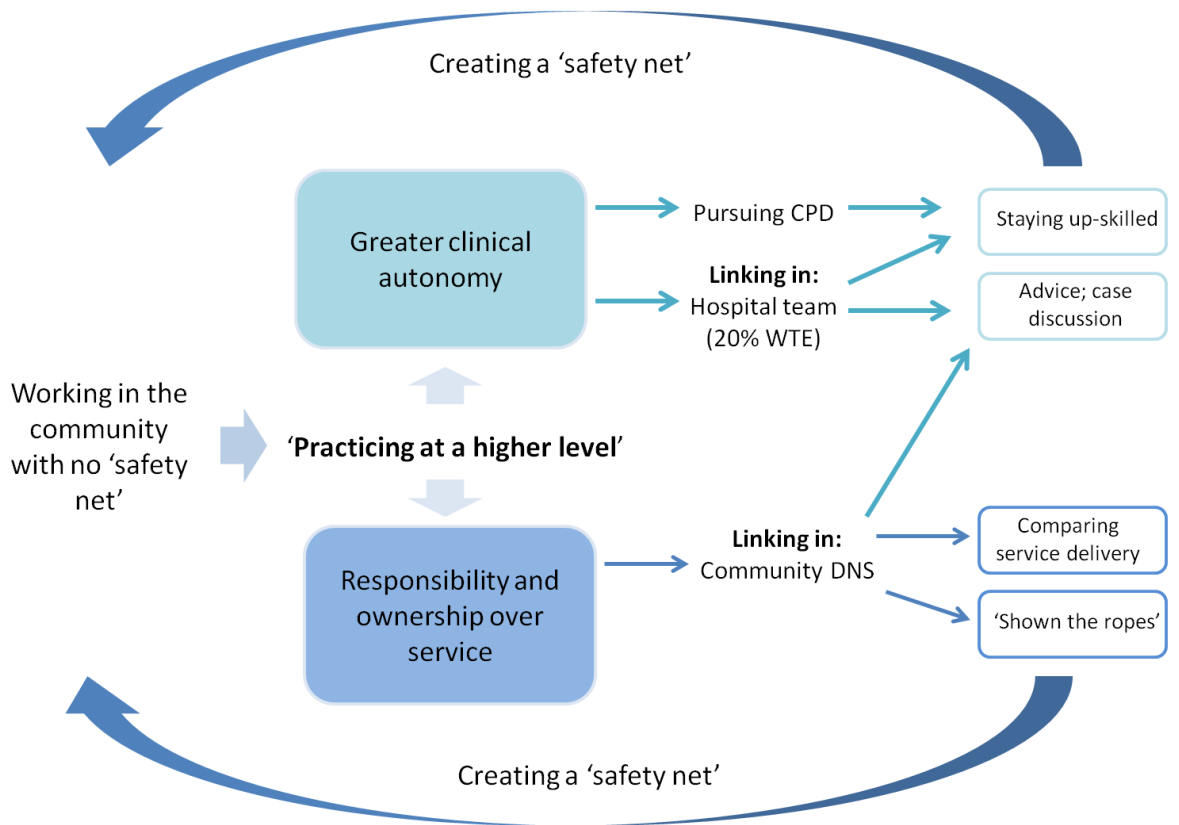 Creating a ‘safety net’
Greater clinical
autonomy
Pursuing CPD
Staying up-skilled
Linking in:
Hospital team
(20% WTE)
Advice; case
discussion
Working in the
community
with no ‘safety
net’
‘Practicing at a higher level’
Responsibility and
ownership over
service
Linking in:
Community DNS
Comparing
service delivery
‘Shown the ropes’
Creating a ‘safety net’